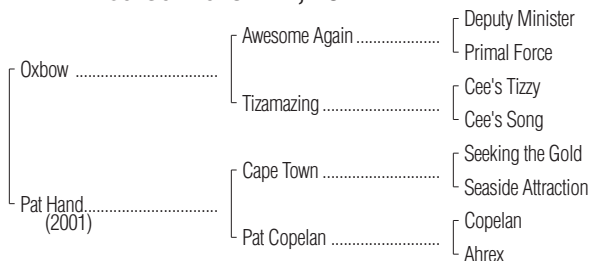 Deputy Minister
Awesome Again ....................
Primal Force
Oxbow ..................................
Cee's Tizzy
Tizamazing ............................
Cee's Song
Seeking the Gold
Cape Town ............................
Seaside Attraction
Pat Hand................................
(2001)
Copelan
Pat Copelan ..........................
Ahrex